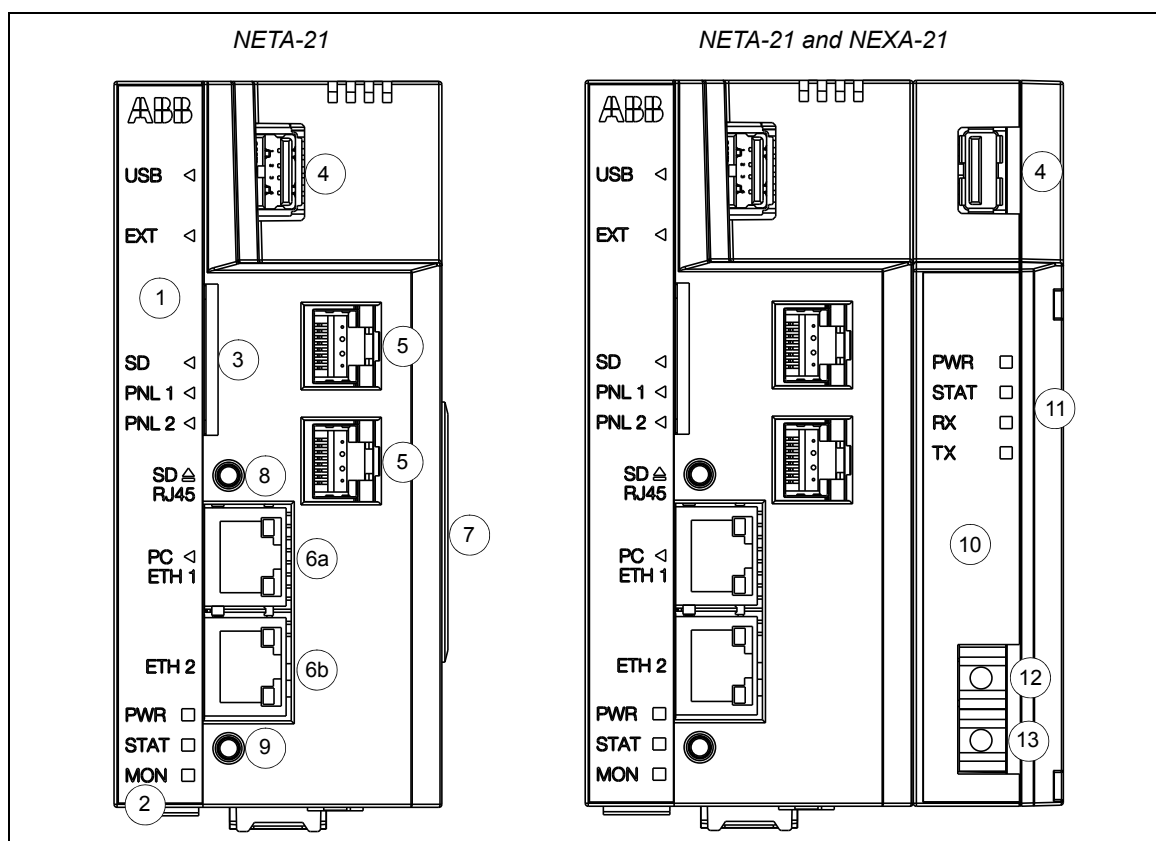 NETA-21
NETA-21 and NEXA-21
ABB
USB
4
EXT
1
SD
3
5
PNL 1
PNL 2
SD
RJ45
8
5
7
PC
ETH 1
6a
ETH 2
6b
PWR
STAT
9
MON
2
ABB
USB
4
EXT
SD
PWR
PNL 1
STAT
11
PNL 2
RX
TX
SD
RJ45
PC
ETH 1
10
ETH 2
12
PWR
STAT
13
MON